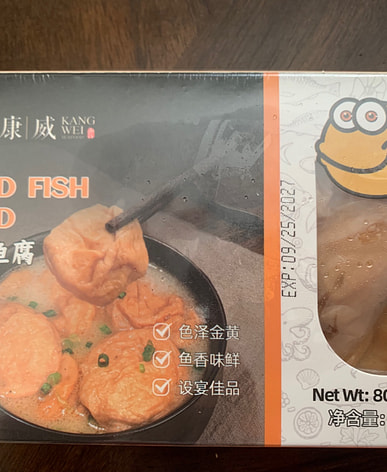 康威 KANG WEI
D FISH
D
鱼腐
色泽金黄
鱼香味鲜
设宴佳品
EXP:09/25/2027
Net Wt: 80
净含量: